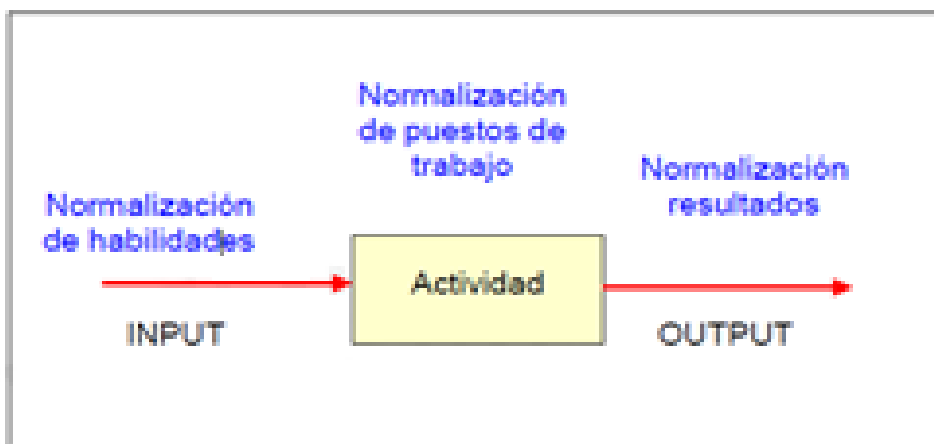 Normalización
de puestos de
trabajo
Normalización
resultados
Normalización
de habilidades
Actividad
INPUT
OUTPUT